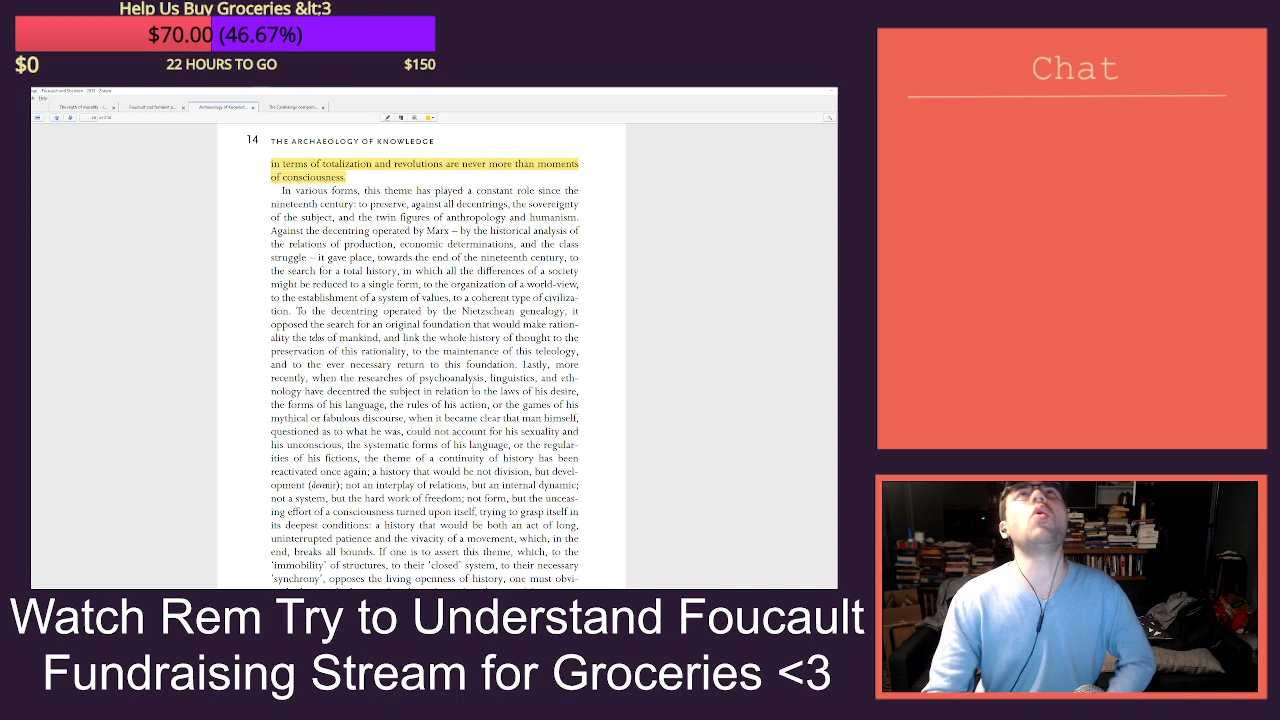 Help Us Buy Groceries &lt;3
$70.00 (46.67%)
$0
22 HOURS TO GO
$150
Chat
14 THE ARCHAEOLOGY OF KNOWLEDGE
in terms of totalization and revolutions are never more than moments
of consciousness.
In various forms, this theme has played a constant role since the
nineteenth century: to preserve, against all decentrings, the sovereignty
of the subject, and the twin figures of anthropology and humanism.
Against the decentring operated by Marx – by the historical analysis of
the relations of production, economic determinations, and the class
struggle – it gave place, towards the end of the nineteenth century, to
the search for a total history, in which all the differences of a society
might be reduced to a single form, to the organization of a world-view,
to the establishment of a system of values, to a coherent type of civiliza-
tion. To the decentring operated by the Nietzschean genealogy, it
opposed the search for an original foundation that would make ration-
ality the telos of mankind, and link the whole history of thought to the
preservation of this rationality, to the maintenance of this teleology,
and to the ever necessary return to this foundation. Lastly, more
recently, when the researches of psychoanalysis, linguistics, and eth-
nology have decentred the subject in relation to the laws of his desire,
the forms of his language, the rules of his action, or the games of his
mythical or fabulous discourse, when it became clear that man himself,
questioned as to what he was, could not account for his sexuality and
his unconscious, the systematic forms of his language, or the regular-
ities of his fictions, the theme of a continuity of history has been
reactivated once again; a history that would be not division, but devel-
opment (devenir); not an interplay of relations, but an internal dynamic;
not a system, but the hard work of freedom; not form, but the unceas-
ing effort of a consciousness turned upon itself, trying to grasp itself in
its deepest conditions: a history that would be both an act of long,
uninterrupted patience and the vivacity of a movement, which, in the
end, breaks all bounds. If one is to assert this theme, which, to the
‘immobility’ of structures, to their ‘closed’ system, to their necessary
‘synchrony’, opposes the living openness of history, one must obvi-
Watch Rem Try to Understand Foucault
Fundraising Stream for Groceries <3